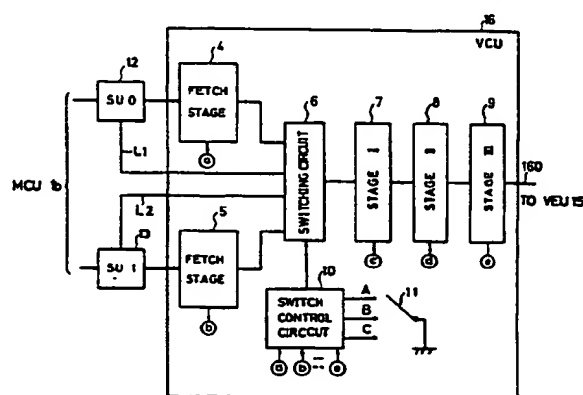 16
VCU
12
SU 0
4
FETCH
STAGE
a
L1
MCU 1b
L2
13
SU 1
5
FETCH
STAGE
b
6
SWITCHING CIRCUIT
7
STAGE I
c
8
STAGE II
d
9
STAGE III
e
160
TO VEU 15
10
SWITCH
CONTROL
CIRCCUT
A
B
C
11
a b e